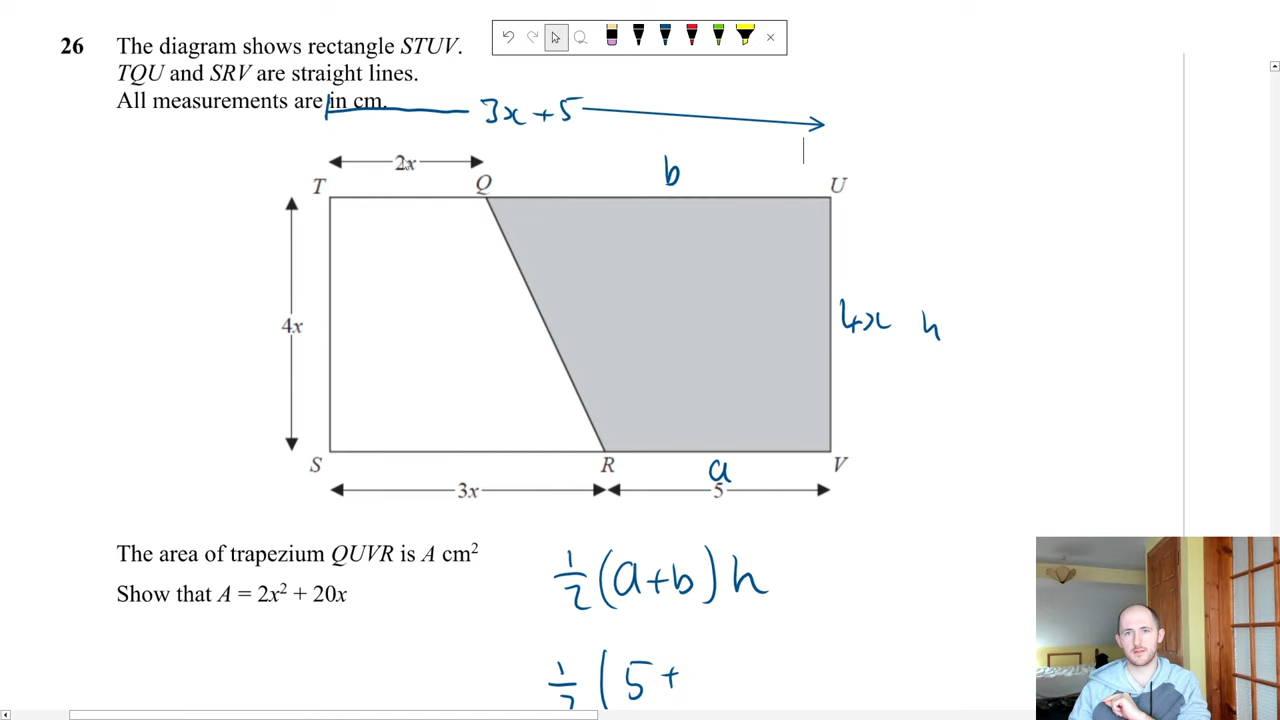 26 The diagram shows rectangle STUV.
TQU and SRV are straight lines.
All measurements are in cm.
3x + 5
2x
b
T
Q
U
4x
4x h
S
R
a
V
3x
5
The area of trapezium QUVR is A cm²
Show that A = 2x² + 20x
½(a+b)h
½(5+